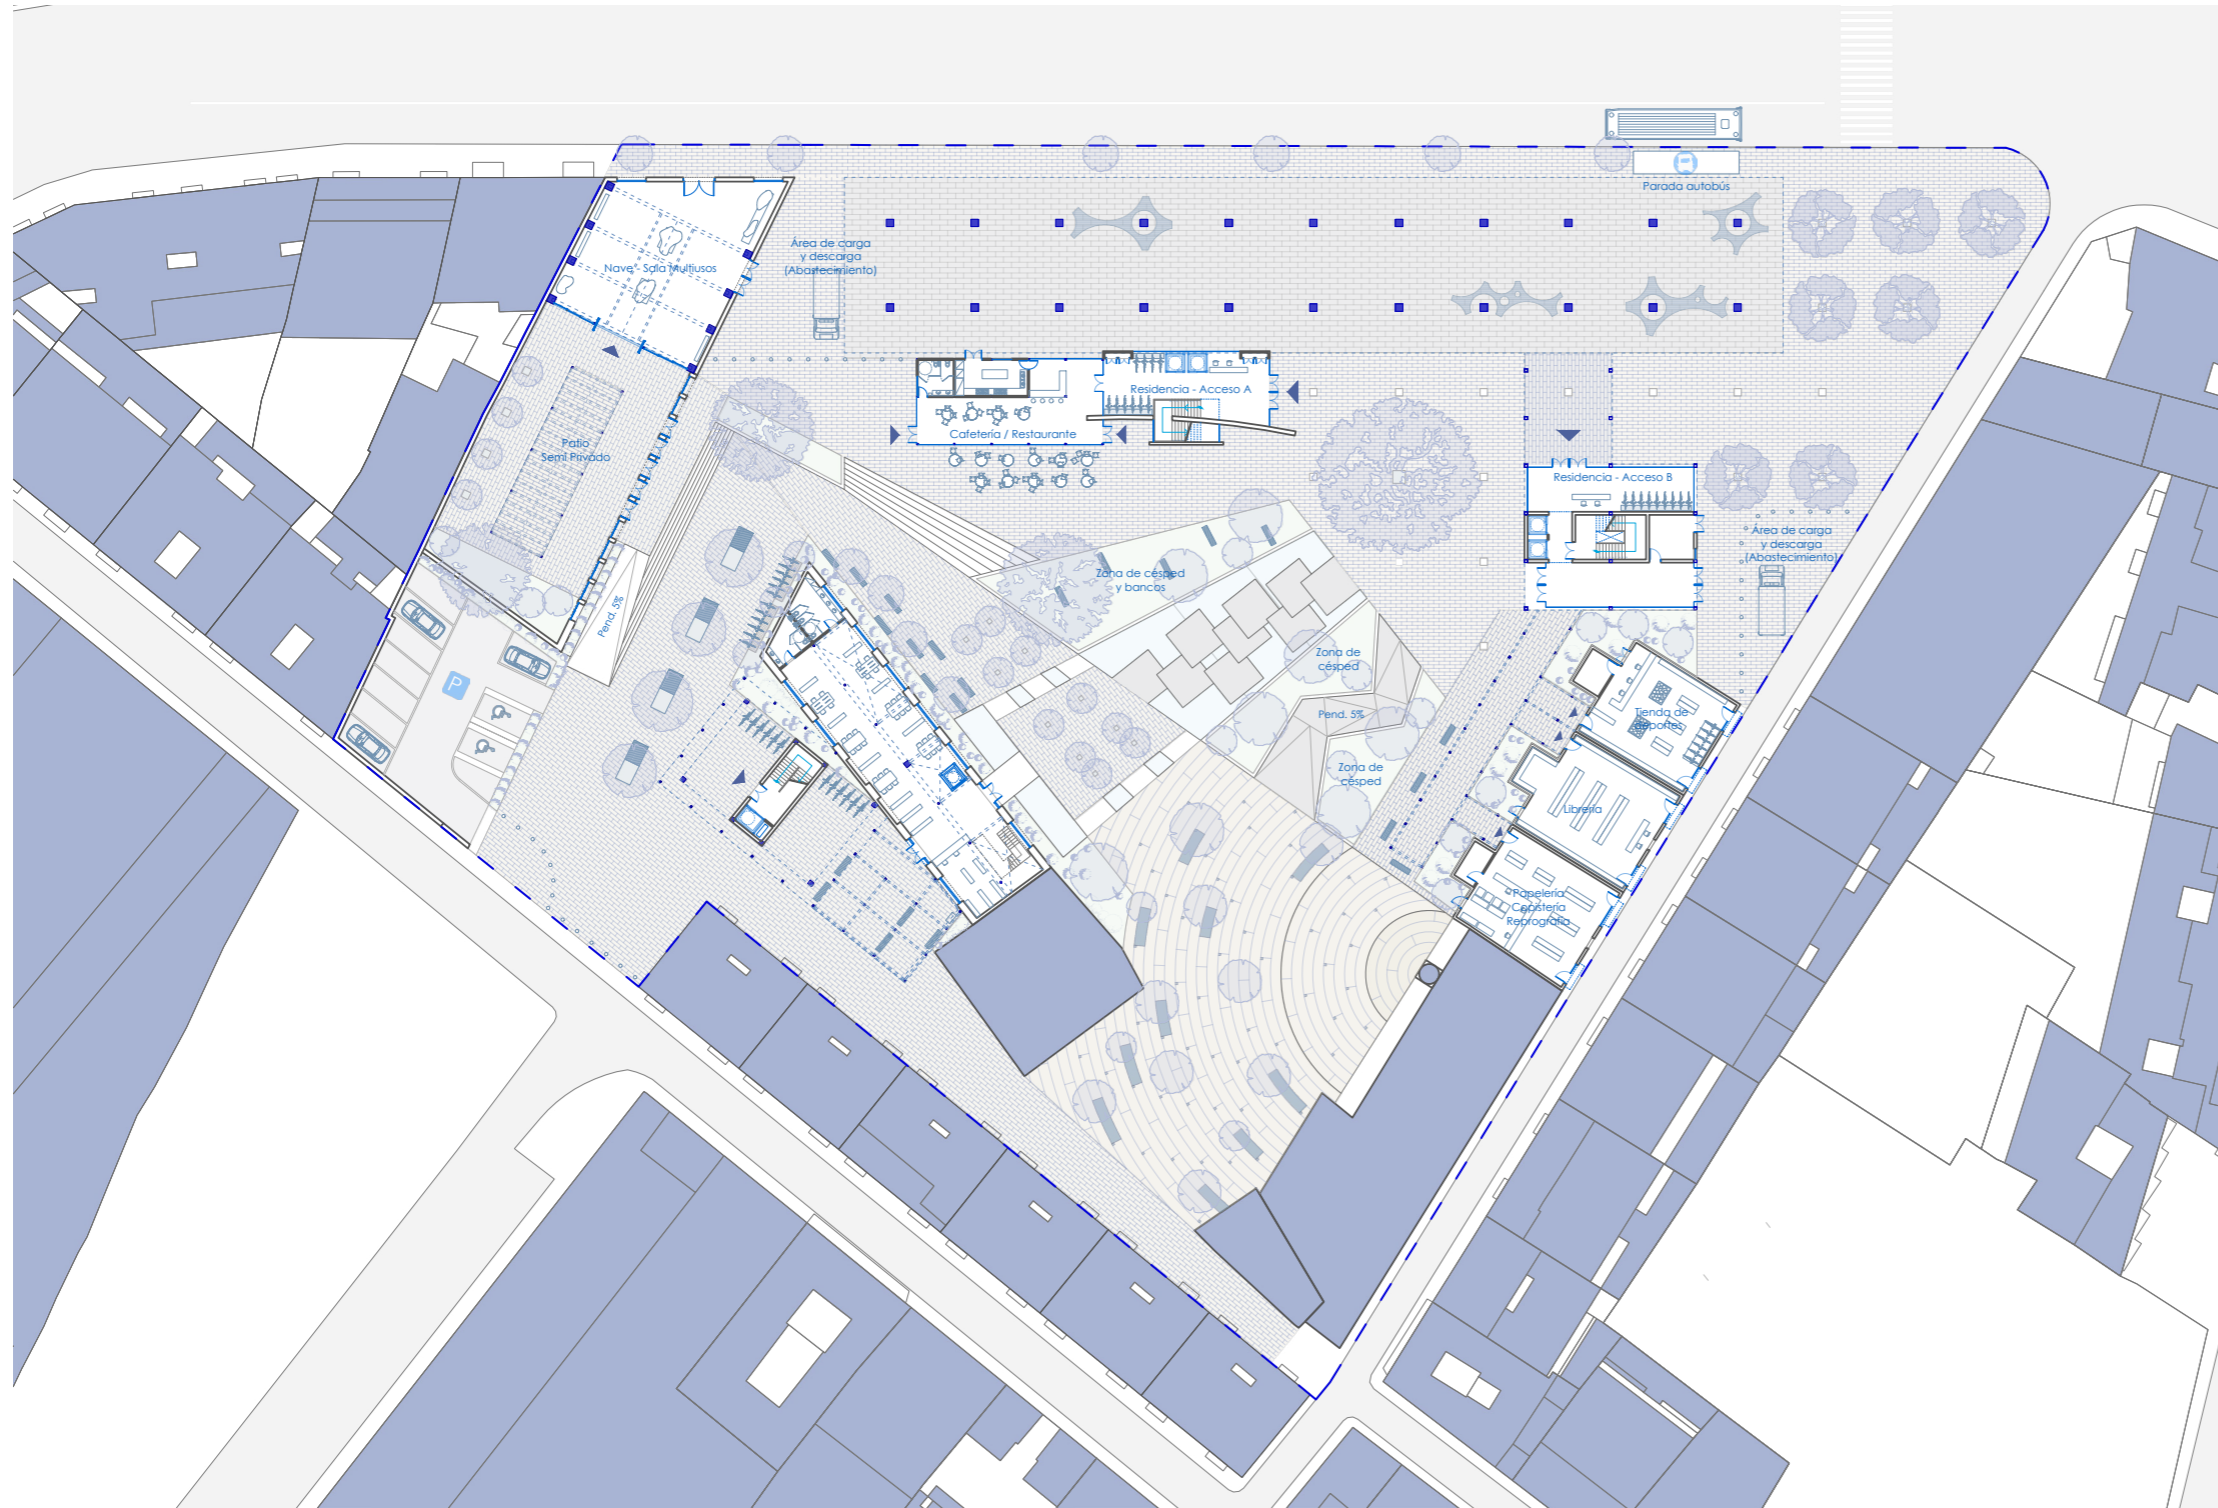 Parada autobús
Área de carga
y descarga
(Abastecimiento)
Nave - Sala Multiusos
Residencia - Acceso A
Cafetería / Restaurante
Patio
Semi Privado
Residencia - Acceso B
Área de carga
y descarga
(Abastecimiento)
Zona de césped
y bancos
Pend. 5%
Zona de
césped
P
Pend. 5%
Tienda de
deportes
Zona de
césped
Librería
Papelería
Copistería
Reprografía